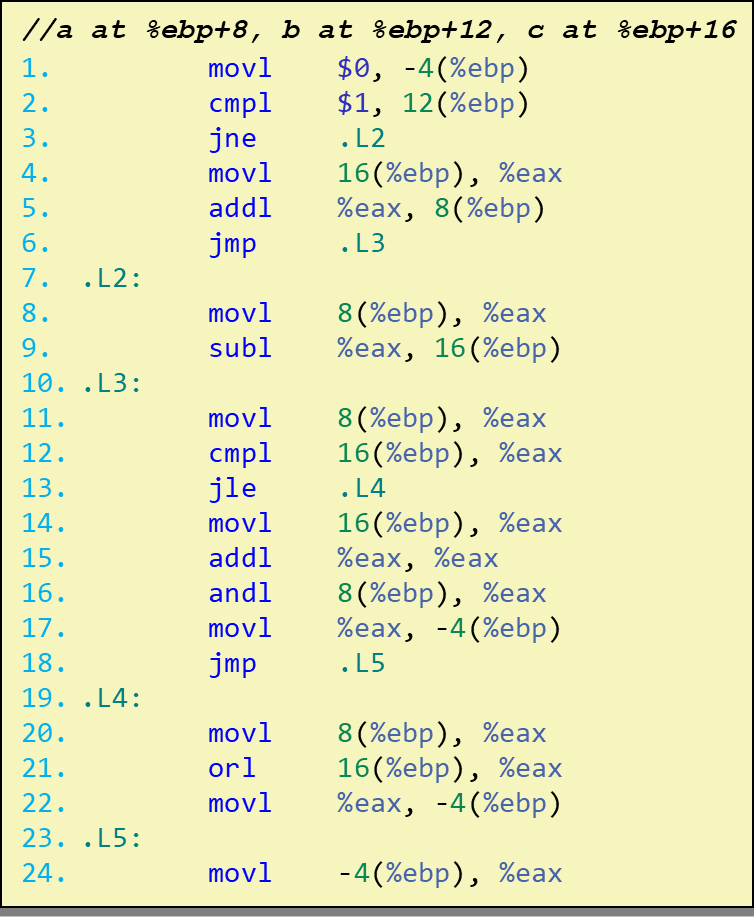 //a at %ebp+8, b at %ebp+12, c at %ebp+16
1. movl $0, -4(%ebp)
2. cmpl $1, 12(%ebp)
3. jne .L2
4. movl 16(%ebp), %eax
5. addl %eax, 8(%ebp)
6. jmp .L3
7. .L2:
8. movl 8(%ebp), %eax
9. subl %eax, 16(%ebp)
10. .L3:
11. movl 8(%ebp), %eax
12. cmpl 16(%ebp), %eax
13. jle .L4
14. movl 16(%ebp), %eax
15. addl %eax, %eax
16. andl 8(%ebp), %eax
17. movl %eax, -4(%ebp)
18. jmp .L5
19. .L4:
20. movl 8(%ebp), %eax
21. orl 16(%ebp), %eax
22. movl %eax, -4(%ebp)
23. .L5:
24. movl -4(%ebp), %eax